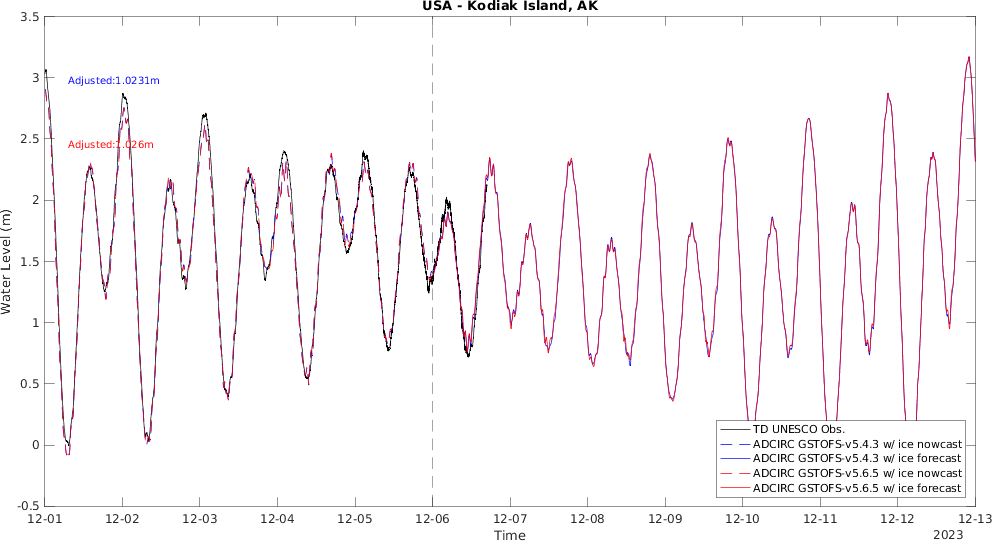 USA - Kodiak Island, AK
3.5
3
2.5
2
1.5
1
0.5
0
-0.5
Water Level (m)
Adjusted:1.0231m
Adjusted:1.026m
TD UNESCO Obs.
ADCIRC GSTOFS-v5.4.3 w/ ice nowcast
ADCIRC GSTOFS-v5.4.3 w/ ice forecast
ADCIRC GSTOFS-v5.6.5 w/ ice nowcast
ADCIRC GSTOFS-v5.6.5 w/ ice forecast
12-01 12-02 12-03 12-04 12-05 12-06 12-07 12-08 12-09 12-10 12-11 12-12 12-13
Time
2023